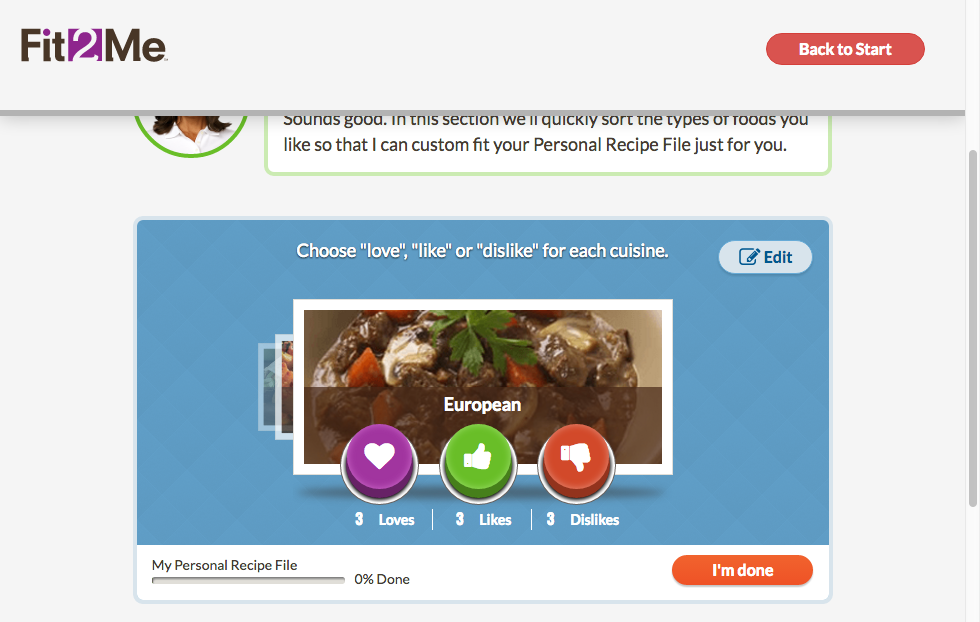 Fit2Me
Back to Start
Sounds good. In this section we'll quickly sort the types of foods you
like so that I can custom fit your Personal Recipe File just for you.
Choose "love", "like" or "dislike" for each cuisine.
Edit
European
3 Loves
3 Likes
3 Dislikes
My Personal Recipe File
0% Done
I'm done